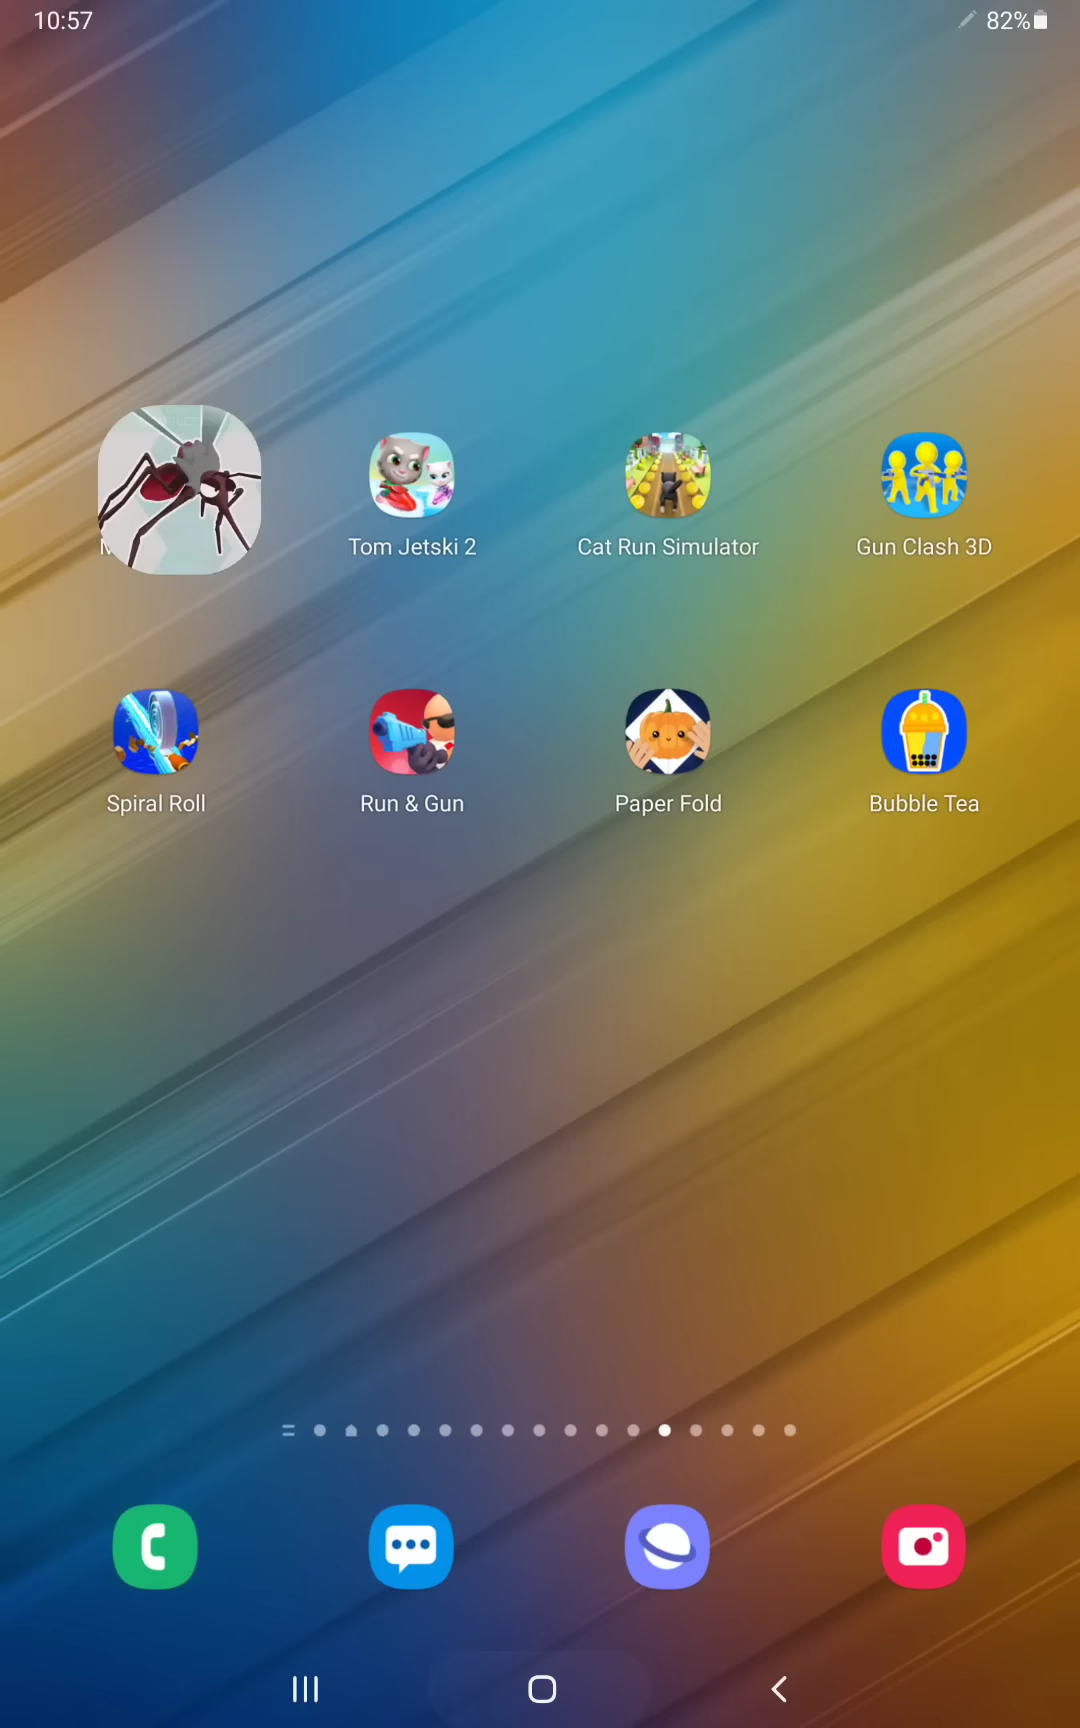 10:57
82%
Tom Jetski 2
Cat Run Simulator
Gun Clash 3D
Spiral Roll
Run & Gun
Paper Fold
Bubble Tea